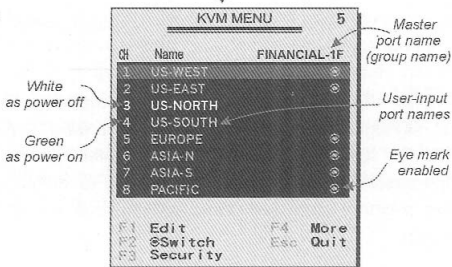 KVM MENU 5
CH Name FINANCIAL-1F
1 US-WEST
2 US-EAST
3 US-NORTH
4 US-SOUTH
5 EUROPE
6 ASIA-N
7 ASIA-S
8 PACIFIC
F1 Edit F4 More
F2 Switch Esc Quit
F3 Security
White
as power off
Green
as power on
Master
port name
(group name)
User-input
port names
Eye mark
enabled